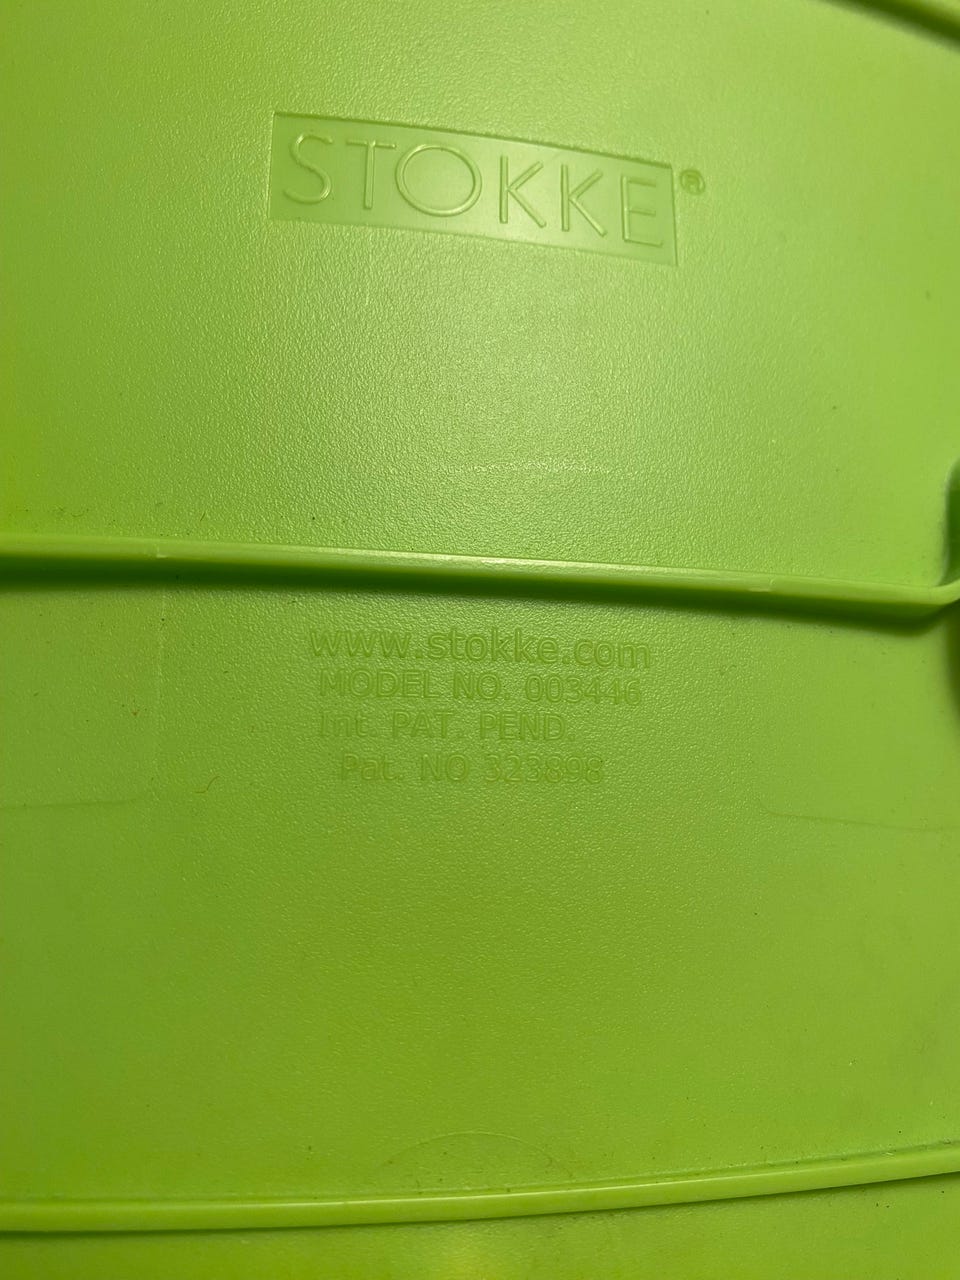 STOKKE®
www.stokke.com
MODEL NO. 003446
Int. PAT. PEND.
Pat. NO 323898